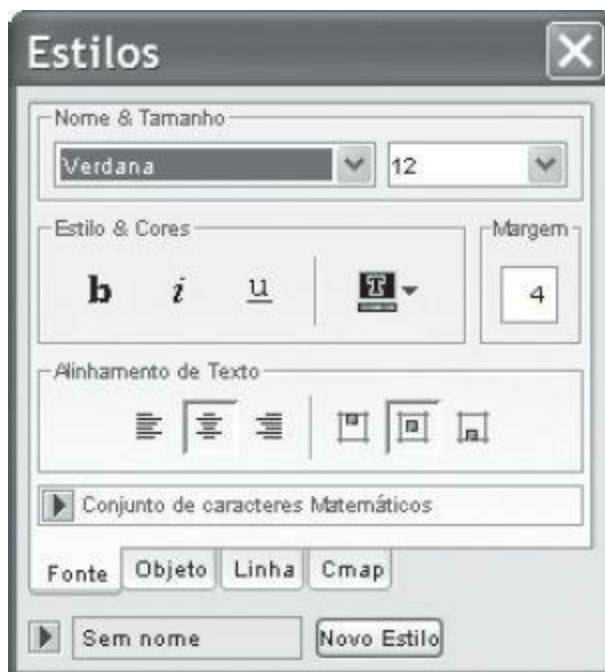 Estilos
Nome & Tamanho
Verdana 12
Estilo & Cores Margem
b i u T 4
Alinhamento de Texto
Conjunto de caracteres Matemáticos
Fonte Objeto Linha Cmap
Sem nome Novo Estilo